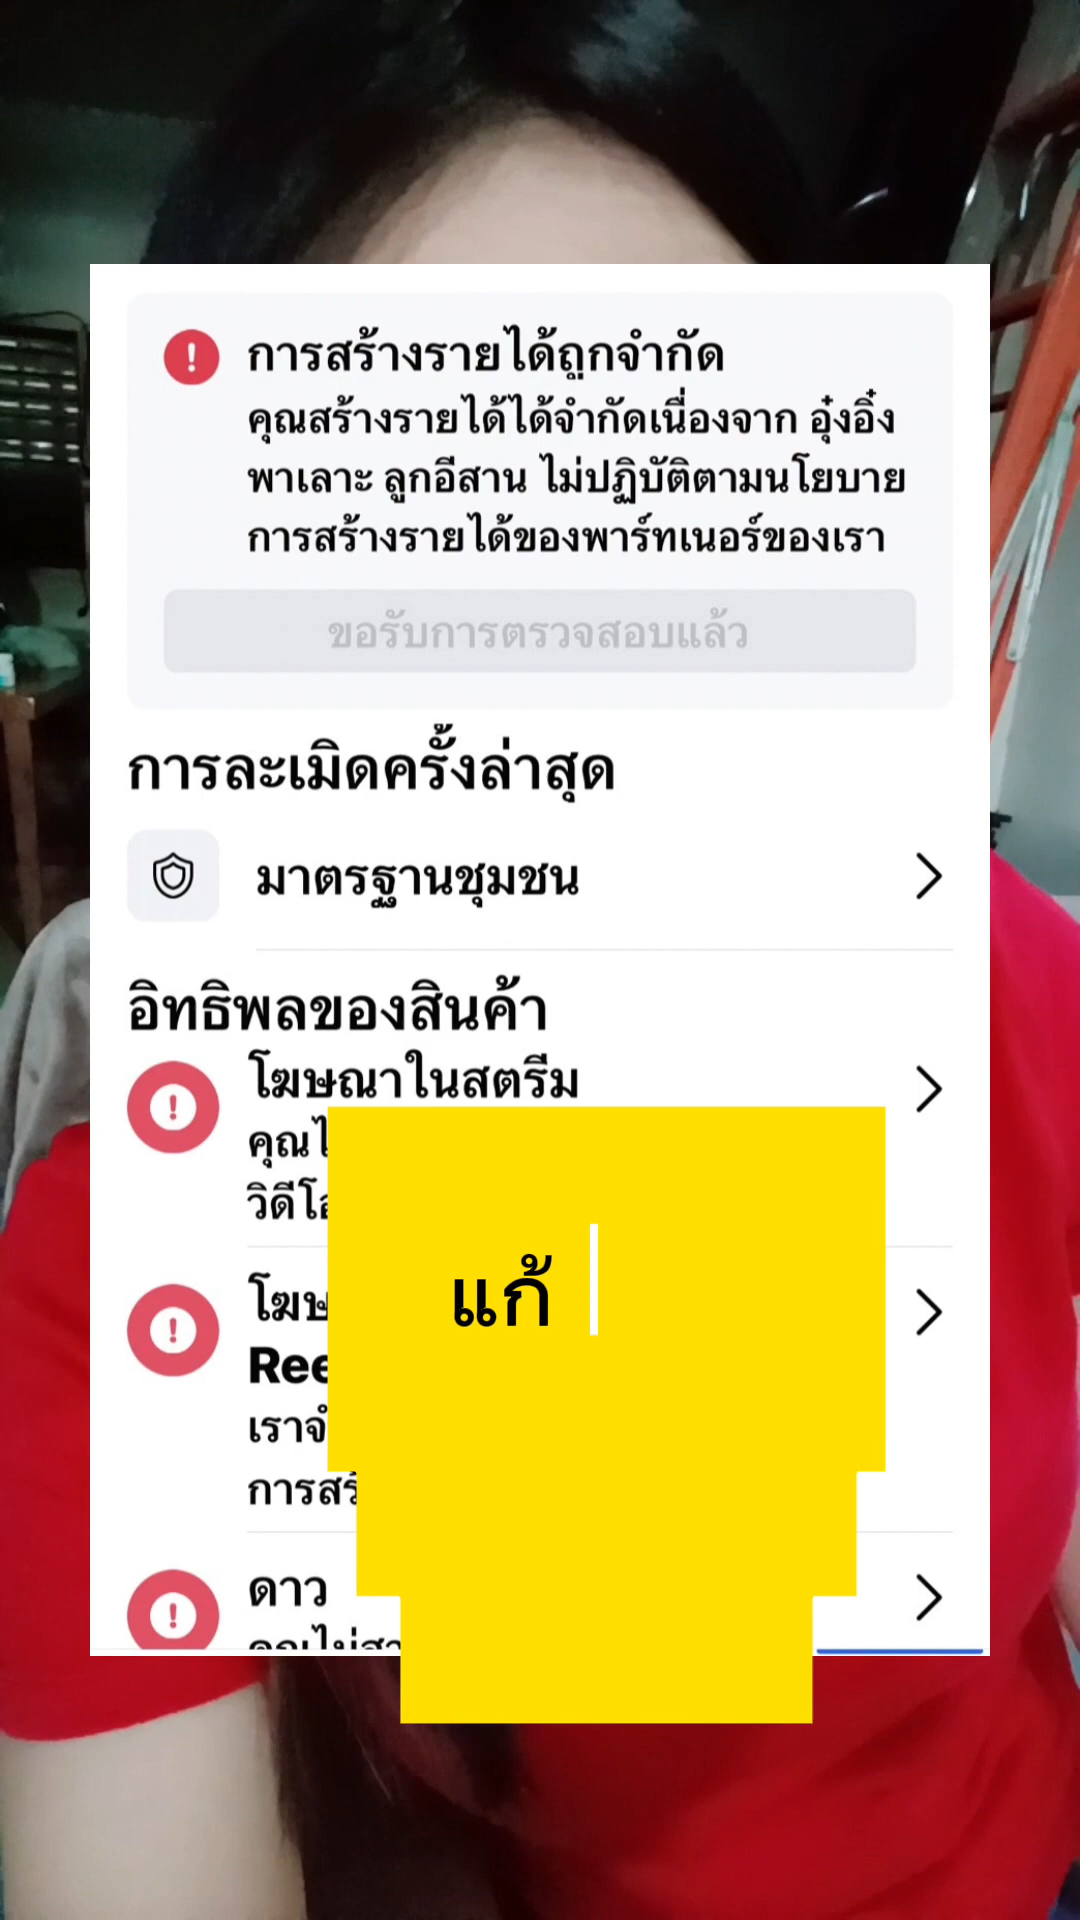 การสร้างรายได้ถูกจำกัด
คุณสร้างรายได้ได้จำกัดเนื่องจาก อุ๋งอิ๋ง
พาเลาะ ลูกอีสาน ไม่ปฏิบัติตามนโยบาย
การสร้างรายได้ของพาร์ทเนอร์ของเรา
ขอรับการตรวจสอบแล้ว
การละเมิดครั้งล่าสุด
มาตรฐานชุมชน
อิทธิพลของสินค้า
โฆษณาในสตรีม
แก้
ดาว